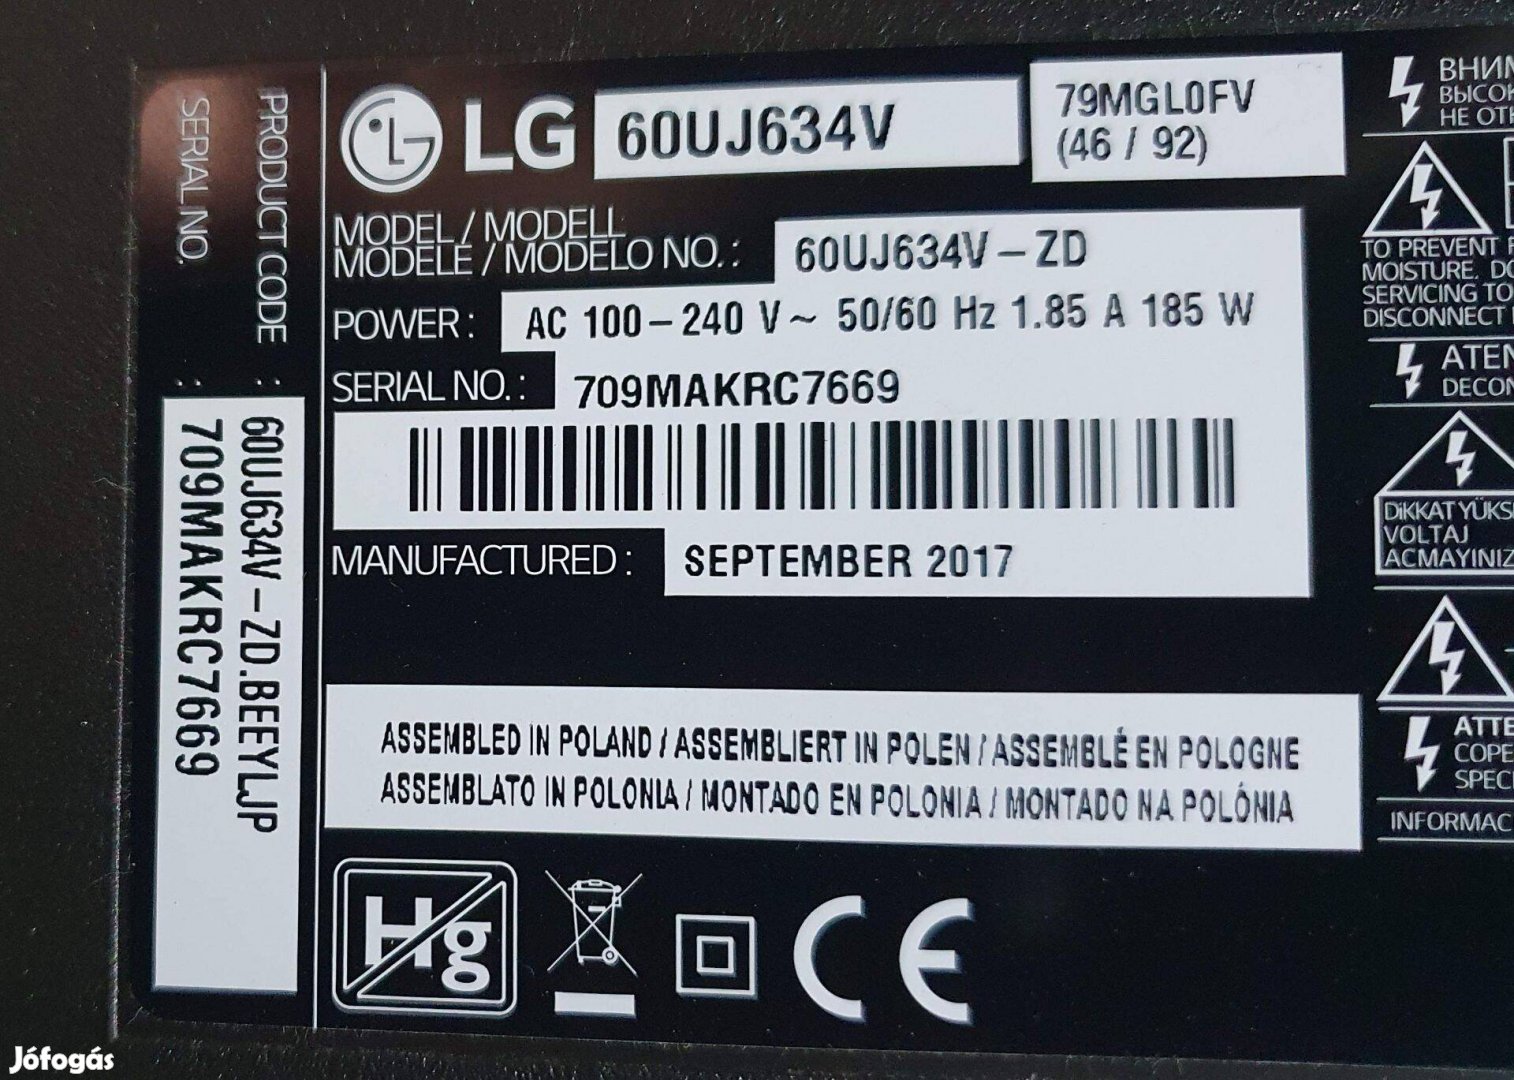 PRODUCT CODE : 60UJ634V-ZD.BEEYLJP
SERIAL NO. : 709MAKRC7669
LG 60UJ634V
79MGL0FV
(46 / 92)
MODEL / MODELL
MODELE / MODELO NO. : 60UJ634V-ZD
POWER : AC 100-240 V~ 50/60 Hz 1.85 A 185 W
SERIAL NO. : 709MAKRC7669
MANUFACTURED : SEPTEMBER 2017
ASSEMBLED IN POLAND / ASSEMBLIERT IN POLEN / ASSEMBLÉ EN POLOGNE
ASSEMBLATO IN POLONIA / MONTADO EN POLONIA / MONTADO NA POLÓNIA
Hg
CE
ВНИМ
ВЫСОК
НЕ ОТ
TO PREVENT
MOISTURE. DO
SERVICING TO
DISCONNECT
ATEN
DECON
DİKKAT YÜKS
VOLTAJ
ACMAYINIZ
ATTE
COPE
SPEC
INFORMAC
Jófogás